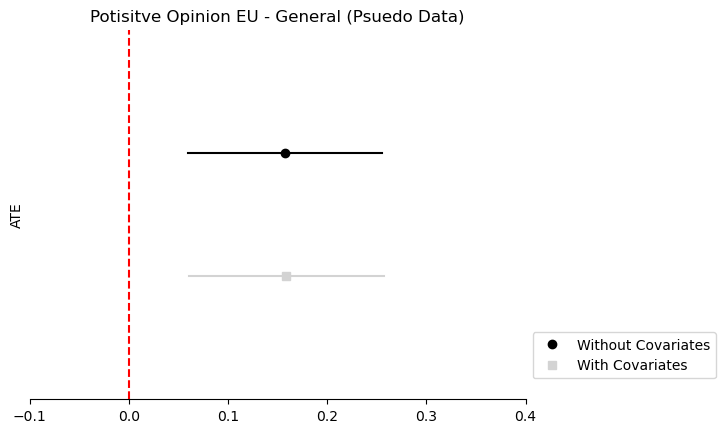 Potisitve Opinion EU - General (Psuedo Data)
ATE
Without Covariates
With Covariates
−0.1 0.0 0.1 0.2 0.3 0.4